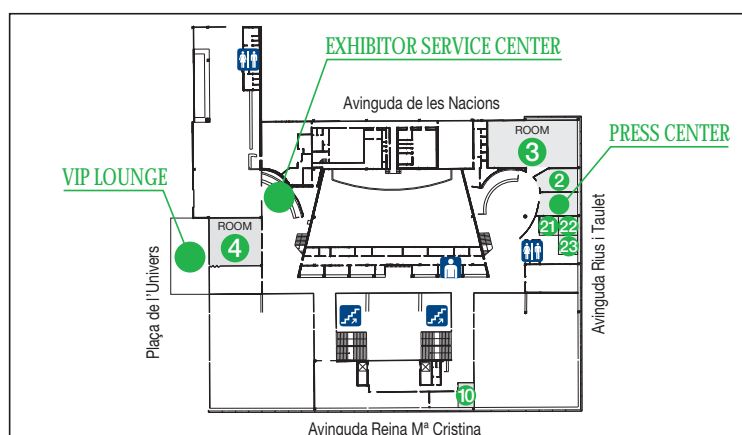 EXHIBITOR SERVICE CENTER
Avinguda de les Nacions
PRESS CENTER
ROOM
3
2
VIP LOUNGE
21 22
23
ROOM
4
Plaça de l'Univers
Avinguda Rius i Taulet
10
Avinguda Reina Mª Cristina